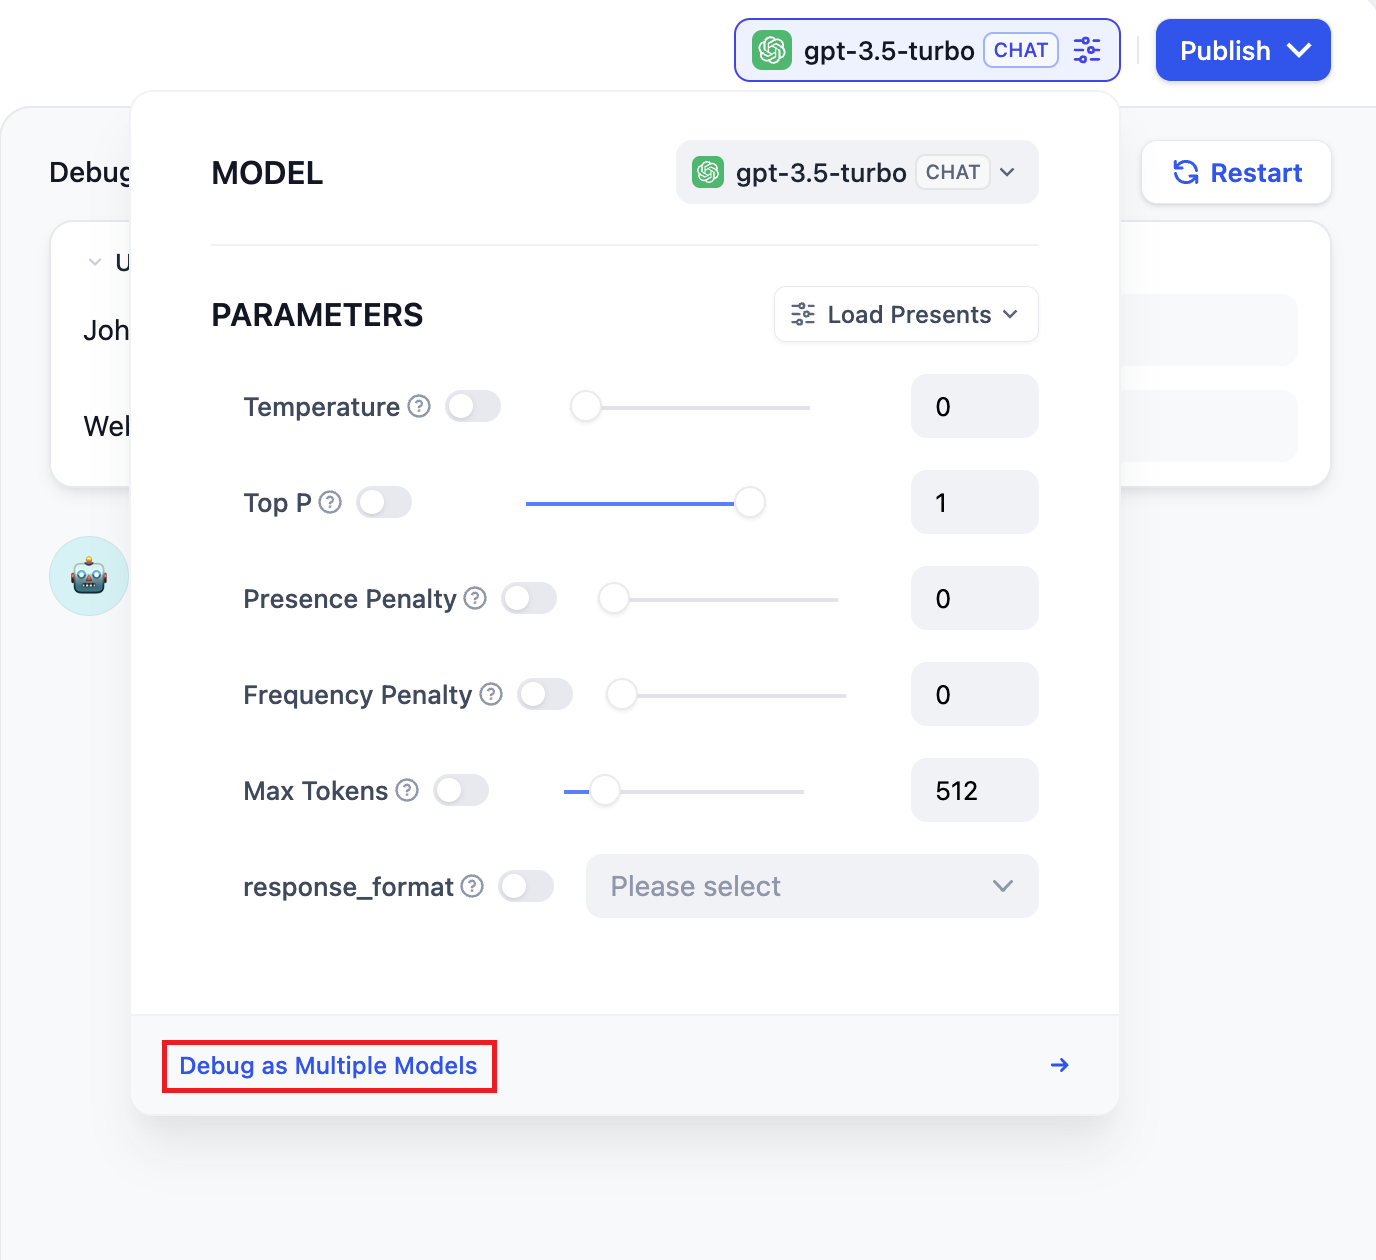 gpt-3.5-turbo CHAT
Publish
Debug
MODEL
gpt-3.5-turbo CHAT
Restart
U
Joh
PARAMETERS
Load Presents
Wel
Temperature ? 0
Top P ? 1
Presence Penalty ? 0
Frequency Penalty ? 0
Max Tokens ? 512
response_format ? Please select
Debug as Multiple Models